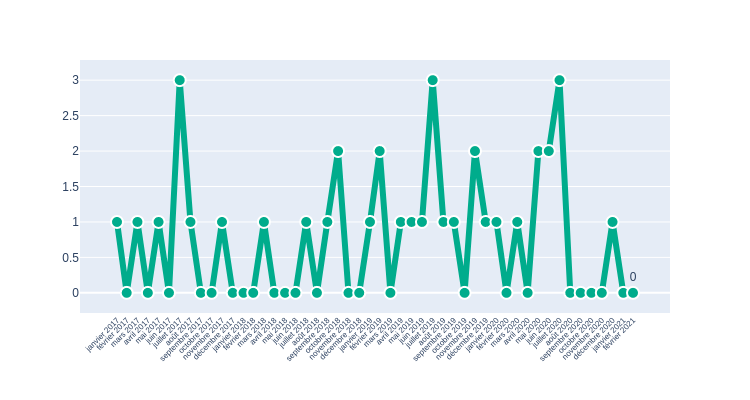 3
2.5
2
1.5
1
0.5
0
0
janvier 2017
février 2017
mars 2017
avril 2017
mai 2017
juin 2017
juillet 2017
août 2017
septembre 2017
octobre 2017
novembre 2017
décembre 2017
janvier 2018
février 2018
mars 2018
avril 2018
mai 2018
juin 2018
juillet 2018
août 2018
septembre 2018
octobre 2018
novembre 2018
décembre 2018
janvier 2019
février 2019
mars 2019
avril 2019
mai 2019
juin 2019
juillet 2019
août 2019
septembre 2019
octobre 2019
novembre 2019
décembre 2019
janvier 2020
février 2020
mars 2020
avril 2020
mai 2020
juin 2020
juillet 2020
août 2020
septembre 2020
octobre 2020
novembre 2020
décembre 2020
janvier 2021
février 2021